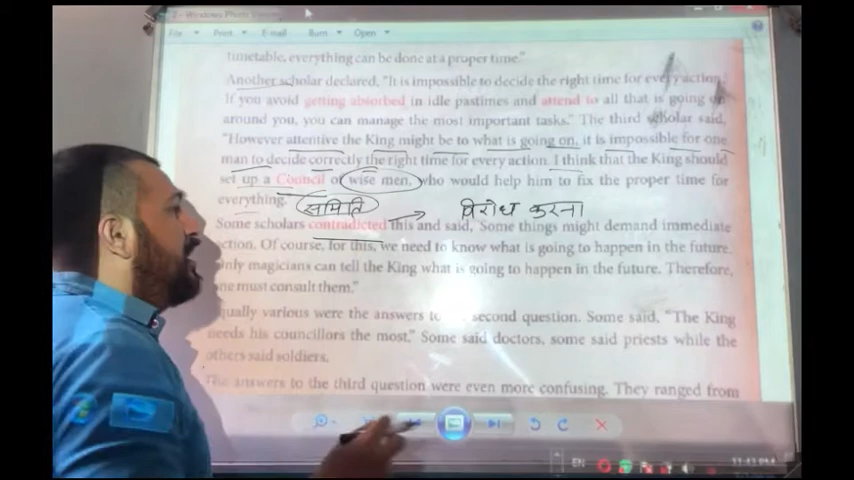 2 - Windows Photo Viewer
File Print E-mail Burn Open
timetable, everything can be done at a proper time."
Another scholar declared, "It is impossible to decide the right time for every action.
If you avoid getting absorbed in idle pastimes and attend to all that is going on
around you, you can manage the most important tasks." The third scholar said,
"However attentive the King might be to what is going on, it is impossible for one
man to decide correctly the right time for every action. I think that the King should
set up a Council of wise men, who would help him to fix the proper time for
everything.
समिति विरोध करना
Some scholars contradicted this and said, 'Some things might demand immediate
action. Of course, for this, we need to know what is going to happen in the future.
only magicians can tell the King what is going to happen in the future. Therefore,
one must consult them."
qually various were the answers to second question. Some said, "The King
needs his councillors the most." Some said doctors, some said priests while the
others said soldiers.
The answers to the third question were even more confusing. They ranged from
EN 11:43 PM